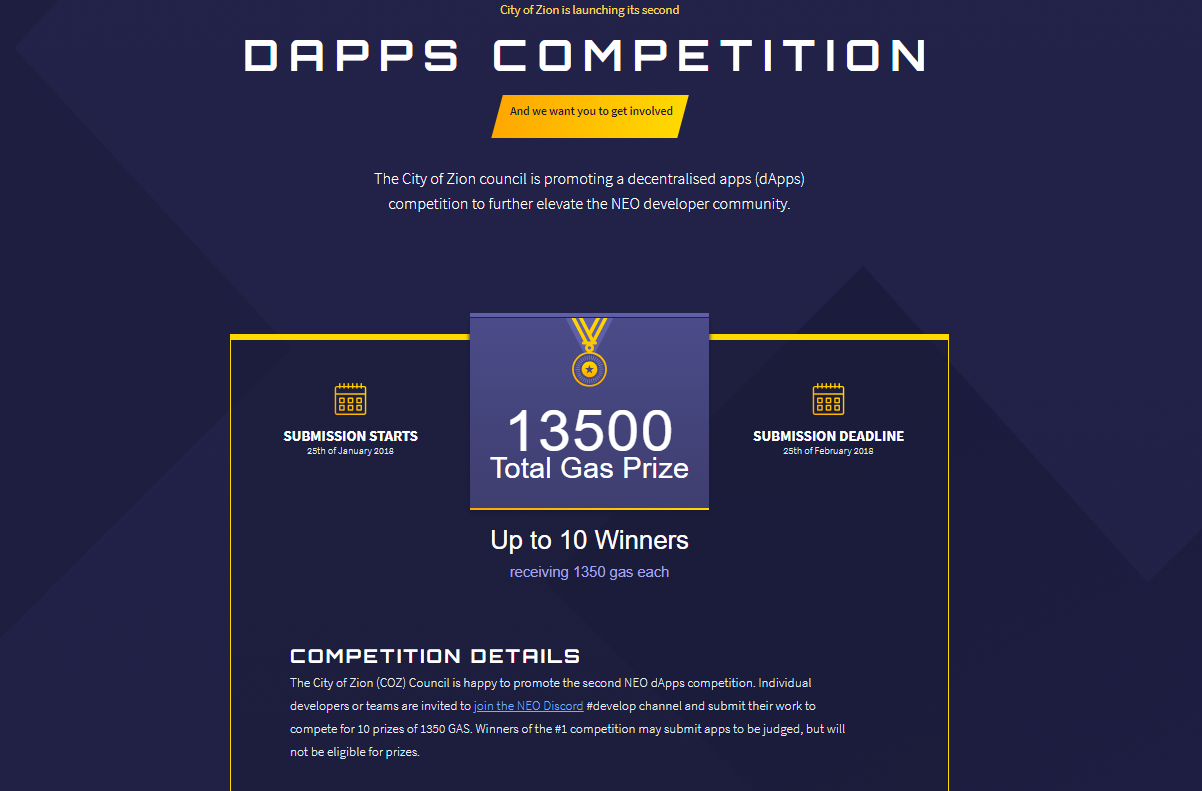 City of Zion is launching its second
DAPPS COMPETITION
And we want you to get involved
The City of Zion council is promoting a decentralised apps (dApps)
competition to further elevate the NEO developer community.
SUBMISSION STARTS
25th of January 2018
13500
Total Gas Prize
SUBMISSION DEADLINE
25th of February 2018
Up to 10 Winners
receiving 1350 gas each
COMPETITION DETAILS
The City of Zion (COZ) Council is happy to promote the second NEO dApps competition. Individual
developers or teams are invited to join the NEO Discord #develop channel and submit their work to
compete for 10 prizes of 1350 GAS. Winners of the #1 competition may submit apps to be judged, but will
not be eligible for prizes.